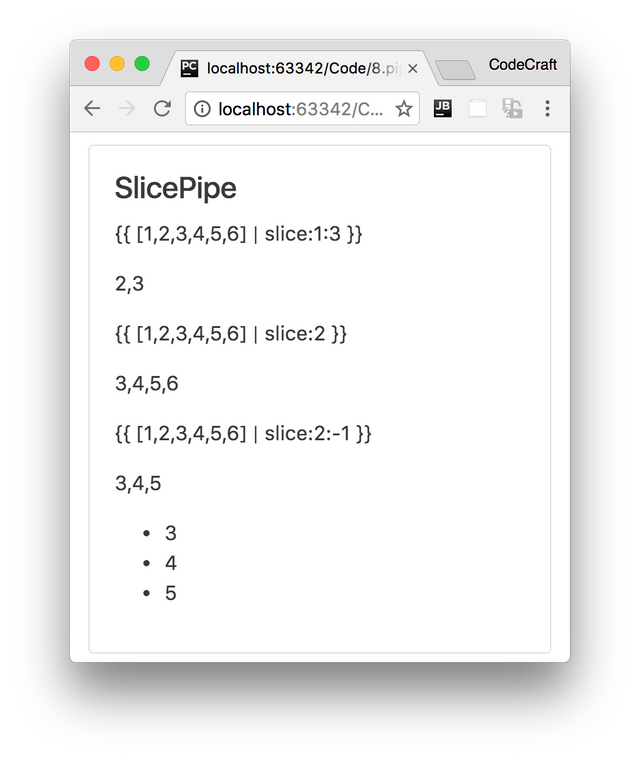 PC
localhost:63342/Code/8.pi
CodeCraft
localhost:63342/C...
JB
SlicePipe
{{ [1,2,3,4,5,6] | slice:1:3 }}
2,3
{{ [1,2,3,4,5,6] | slice:2 }}
3,4,5,6
{{ [1,2,3,4,5,6] | slice:2:-1 }}
3,4,5
• 3
• 4
• 5